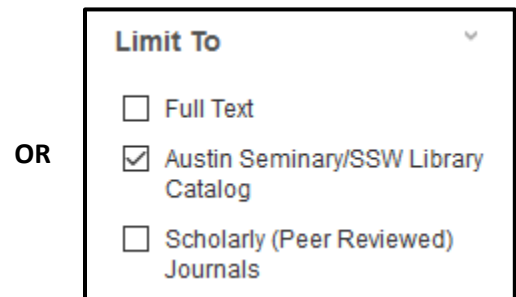 Limit To
Full Text
OR
Austin Seminary/SSW Library
Catalog
Scholarly (Peer Reviewed)
Journals